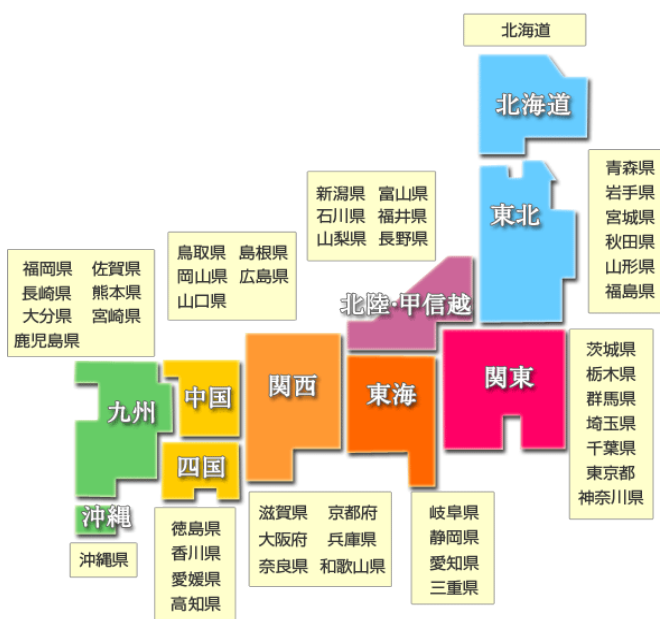 北海道
北海道
青森県
岩手県
宮城県
秋田県
山形県
福島県
東北
新潟県 富山県
石川県 福井県
山梨県 長野県
北陸・甲信越
鳥取県 島根県
岡山県 広島県
山口県
福岡県 佐賀県
長崎県 熊本県
大分県 宮崎県
鹿児島県
関東
茨城県
栃木県
群馬県
埼玉県
千葉県
東京都
神奈川県
関西
東海
中国
九州
四国
沖縄
沖縄県
徳島県
香川県
愛媛県
高知県
滋賀県 京都府
大阪府 兵庫県
奈良県 和歌山県
岐阜県
静岡県
愛知県
三重県